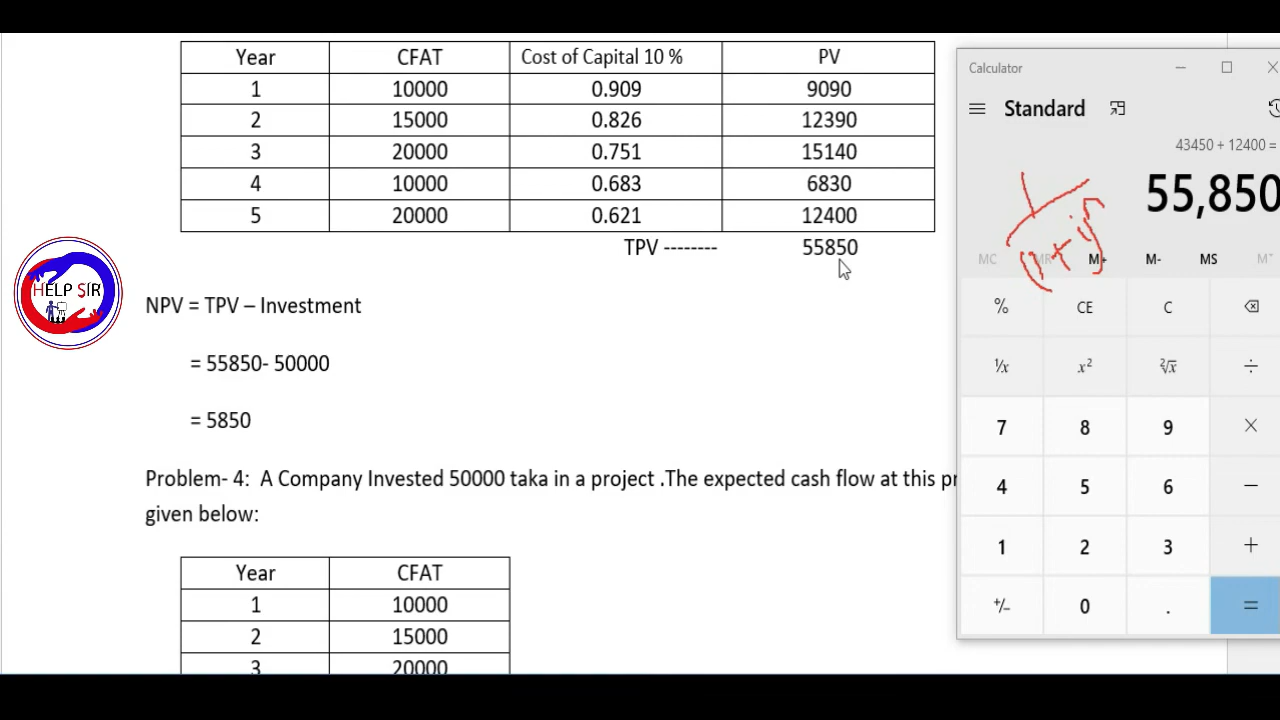 Year CFAT Cost of Capital 10 % PV
1 10000 0.909 9090
2 15000 0.826 12390
3 20000 0.751 15140
4 10000 0.683 6830
5 20000 0.621 12400
TPV -------- 55850
HELP SIR
NPV = TPV – Investment
= 55850- 50000
= 5850
Problem- 4: A Company Invested 50000 taka in a project .The expected cash flow at this pr
given below:
Year CFAT
1 10000
2 15000
3 20000
Calculator
Standard
43450 + 12400 =
55,850
MC MR M+ M- MS M˅
% CE C
¹/x x² ²√x ÷
7 8 9 ×
4 5 6 −
1 2 3 +
+/− 0 . =